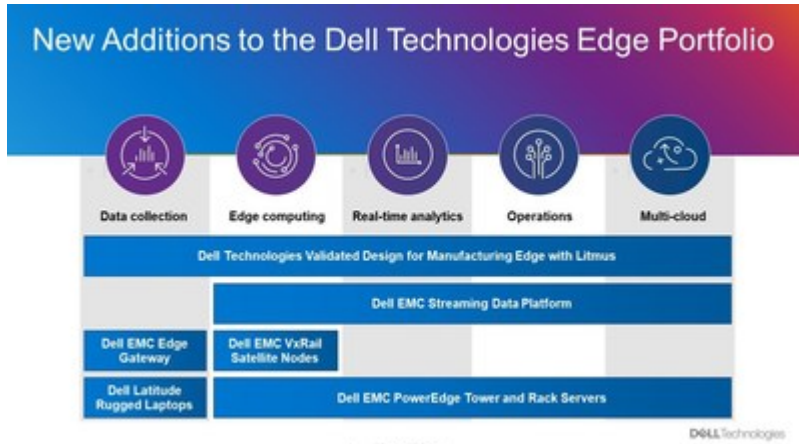 New Additions to the Dell Technologies Edge Portfolio
Data collection
Edge computing
Real-time analytics
Operations
Multi-cloud
Dell Technologies Validated Design for Manufacturing Edge with Litmus
Dell EMC Streaming Data Platform
Dell EMC Edge
Gateway
Dell EMC VxRail
Satellite Nodes
Dell Latitude
Rugged Laptops
Dell EMC PowerEdge Tower and Rack Servers
DELL Technologies